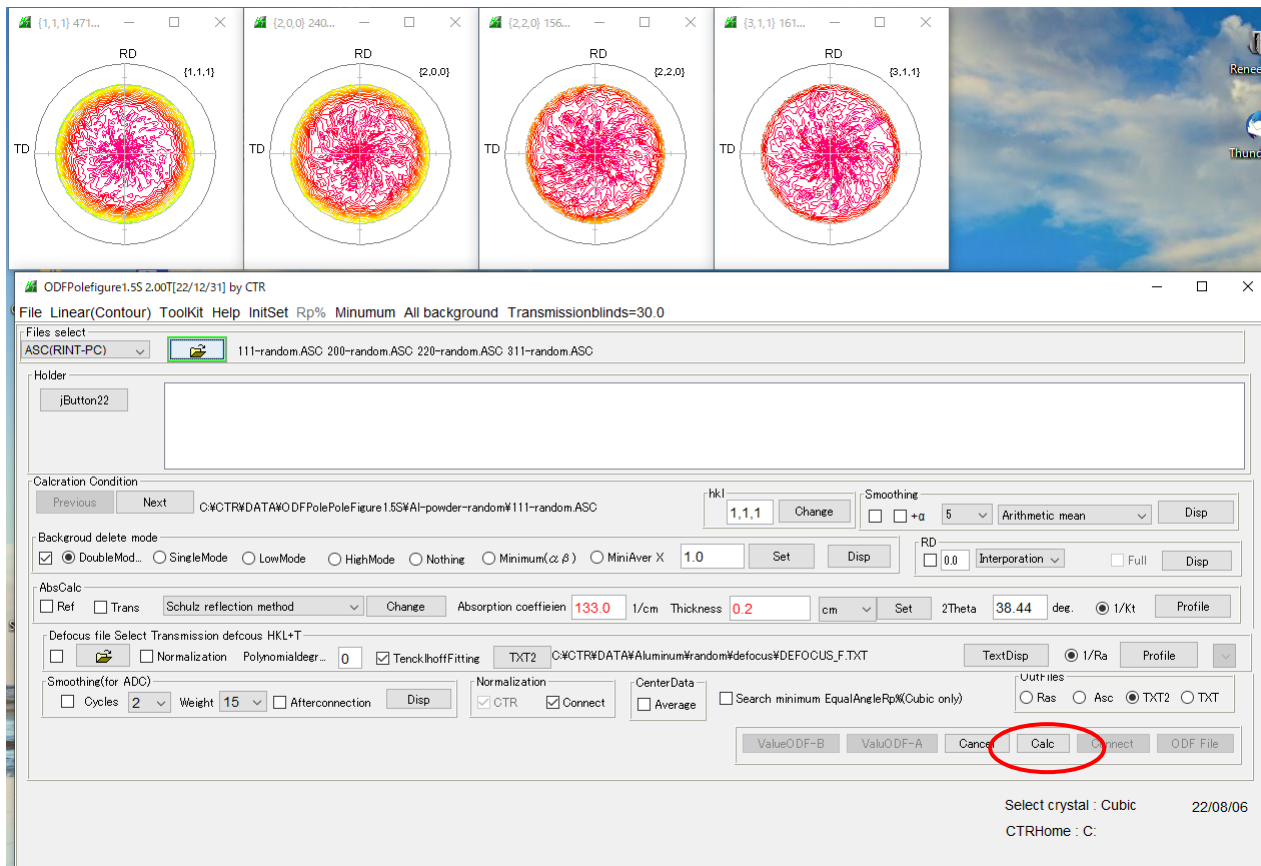 {1,1,1} 471...
{2,0,0} 240...
{2,2,0} 156...
{3,1,1} 161...
RD
{1,1,1}
TD
RD
{2,0,0}
TD
RD
{2,2,0}
TD
RD
{3,1,1}
TD
ODFPolefigure1.5S 2.00T[22/12/31] by CTR
File Linear(Contour) ToolKit Help InitSet Rp% Minumum All background Transmissionblinds=30.0
Files select
ASC(RINT-PC) 111-random.ASC 200-random.ASC 220-random.ASC 311-random.ASC
Holder
jButton22
Calcration Condition
Previous Next C:¥CTR¥DATA¥ODFPolePoleFigure1.5S¥Al-powder-random¥111-random.ASC
hkl
1,1,1 Change
Smoothing
+α 5 Arithmetic mean Disp
Backgroud delete mode
DoubleMod... SingleMode LowMode HighMode Nothing Minimum(αβ) MiniAver X 1.0 Set Disp
RD
0.0 Interporation Full Disp
AbsCalc
Ref Trans Schulz reflection method Change Absorption coeffieien 133.0 1/cm Thickness 0.2 cm Set 2Theta 38.44 deg. 1/Kt Profile
Defocus file Select Transmission defcous HKL+T
Normalization Polynomialdegr... 0 TencklhoffFitting TXT2 C:¥CTR¥DATA¥Aluminum¥random¥defocus¥DEFOCUS_F.TXT TextDisp 1/Ra Profile
Smoothing(for ADC)
Cycles 2 Weight 15 Afterconnection Disp
Normalization
CTR Connect
CenterData
Average
Search minimum EqualAngleRp%(Cubic only)
OutFiles
Ras Asc TXT2 TXT
ValueODF-B ValuODF-A Cancel Calc Connect ODF File
Select crystal : Cubic 22/08/06
CTRHome : C: